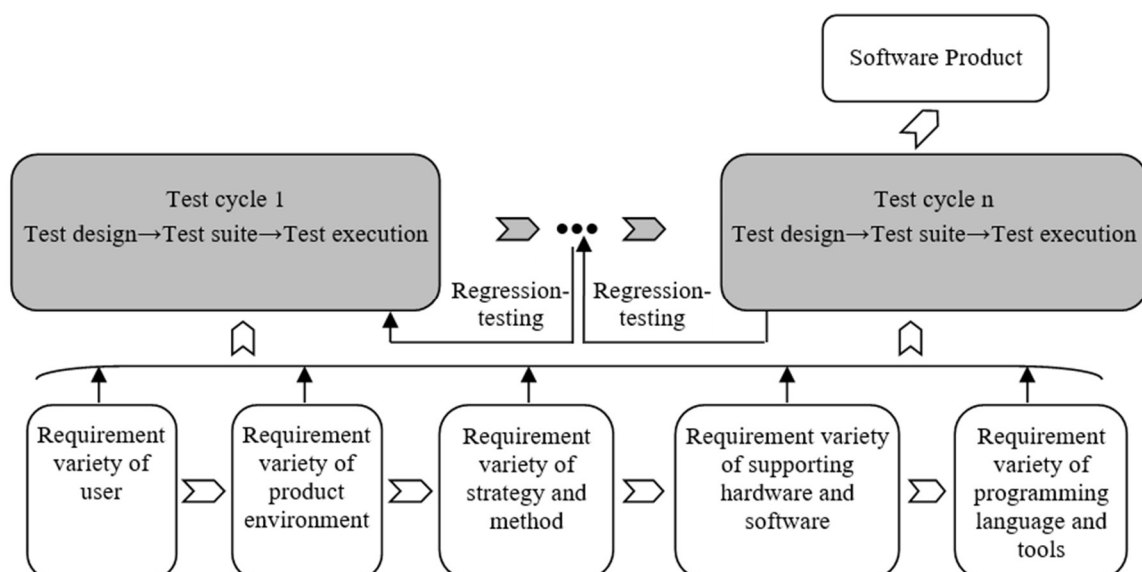 Software Product
Test cycle 1
Test design→Test suite→Test execution
Test cycle n
Test design→Test suite→Test execution
Regression-
testing
Regression-
testing
Requirement
variety of
user
Requirement
variety of
product
environment
Requirement
variety of
strategy and
method
Requirement variety
of supporting
hardware and
software
Requirement
variety of
programming
language and
tools